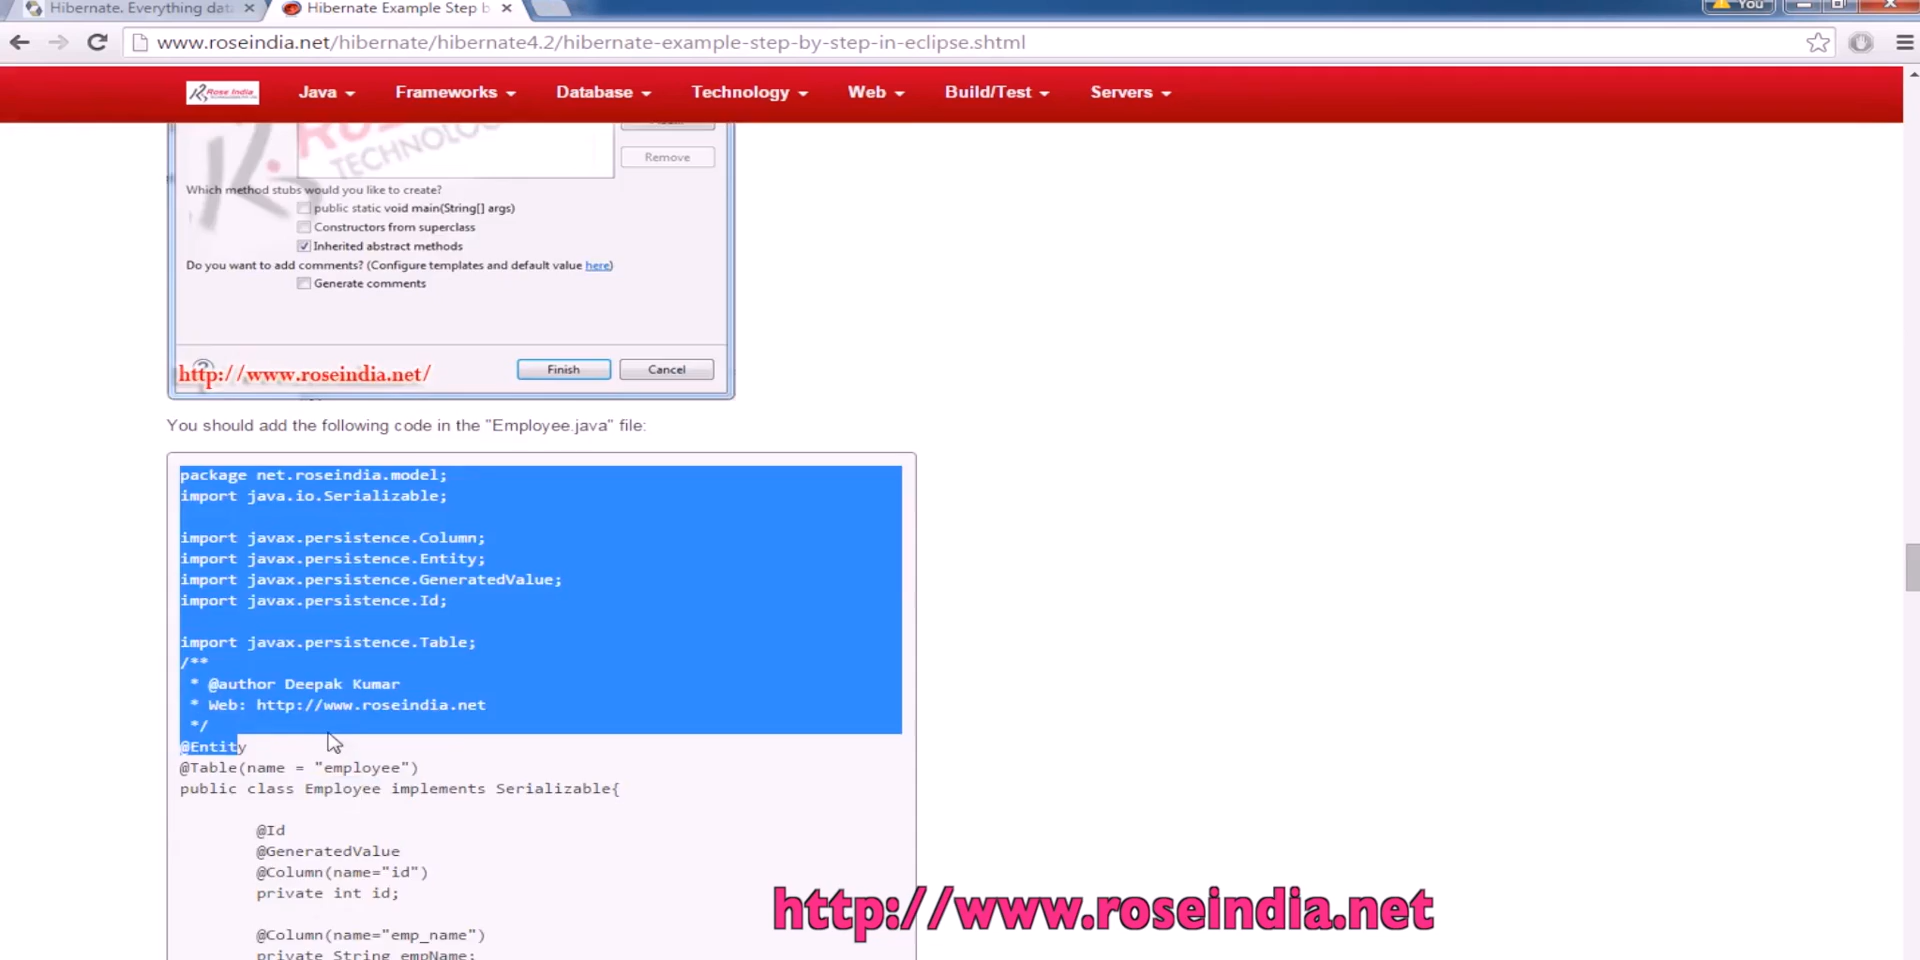 Hibernate. Everything dat
Hibernate Example Step b
You
www.roseindia.net/hibernate/hibernate4.2/hibernate-example-step-by-step-in-eclipse.shtml
Rose India
Java
Frameworks
Database
Technology
Web
Build/Test
Servers
TECHNOLOG
Remove
Which method stubs would you like to create?
public static void main(String[] args)
Constructors from superclass
Inherited abstract methods
Do you want to add comments? (Configure templates and default value here)
Generate comments
http://www.roseindia.net/
Finish
Cancel
You should add the following code in the "Employee.java" file:
package net.roseindia.model;
import java.io.Serializable;
import javax.persistence.Column;
import javax.persistence.Entity;
import javax.persistence.GeneratedValue;
import javax.persistence.Id;
import javax.persistence.Table;
/**
* @author Deepak Kumar
* Web: http://www.roseindia.net
*/
@Entity
@Table(name = "employee")
public class Employee implements Serializable{
@Id
@GeneratedValue
@Column(name="id")
private int id;
@Column(name="emp_name")
private String empName;
http://www.roseindia.net